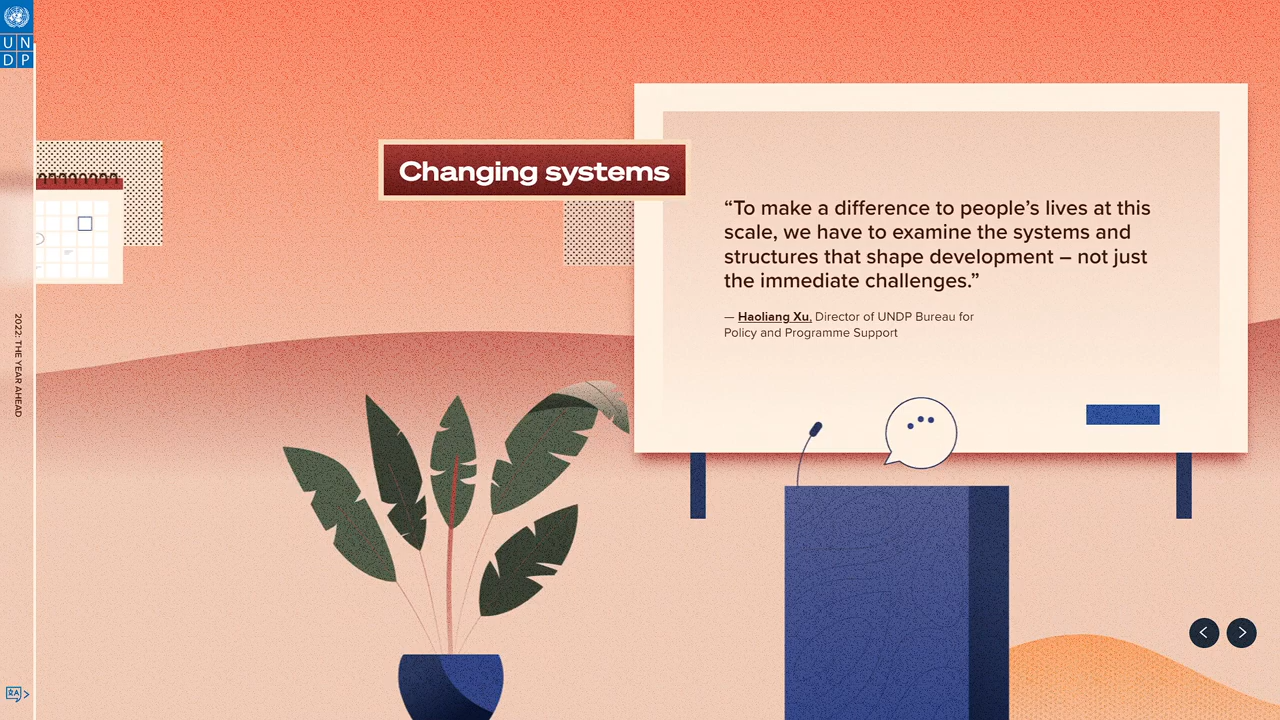 U N
D P
2022: THE YEAR AHEAD
Changing systems
“To make a difference to people’s lives at this
scale, we have to examine the systems and
structures that shape development – not just
the immediate challenges.”
— Haoliang Xu, Director of UNDP Bureau for
Policy and Programme Support